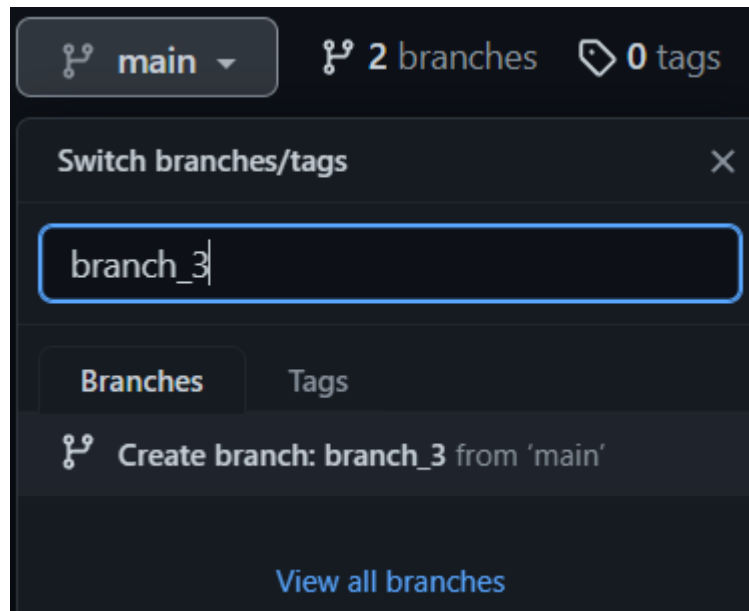 main 2 branches 0 tags
Switch branches/tags
branch_3
Branches Tags
Create branch: branch_3 from ‘main’
View all branches